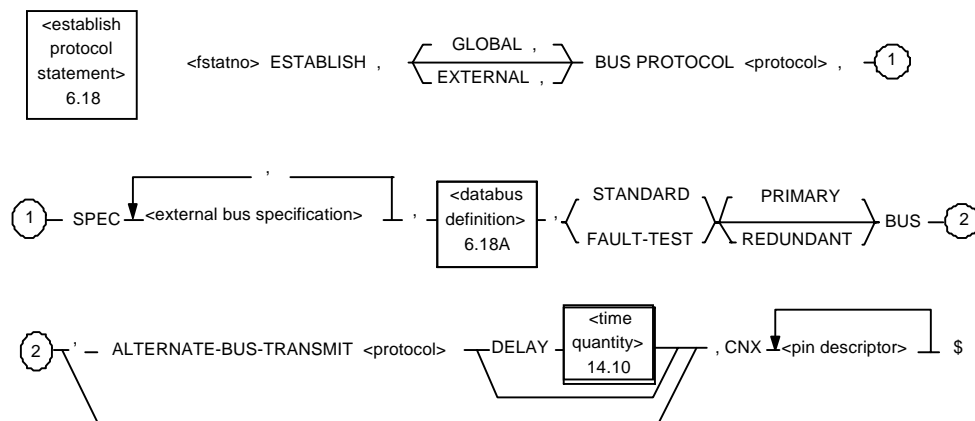 <establish
protocol
statement>
6.18
<fstatno> ESTABLISH ,
GLOBAL ,
EXTERNAL ,
BUS PROTOCOL <protocol> ,
1
1
SPEC
,
<external bus specification>
,
<databus
definition>
6.18A
,
STANDARD
FAULT-TEST
PRIMARY
REDUNDANT
BUS
2
2
,
ALTERNATE-BUS-TRANSMIT <protocol>
DELAY
<time
quantity>
14.10
, CNX
<pin descriptor>
$